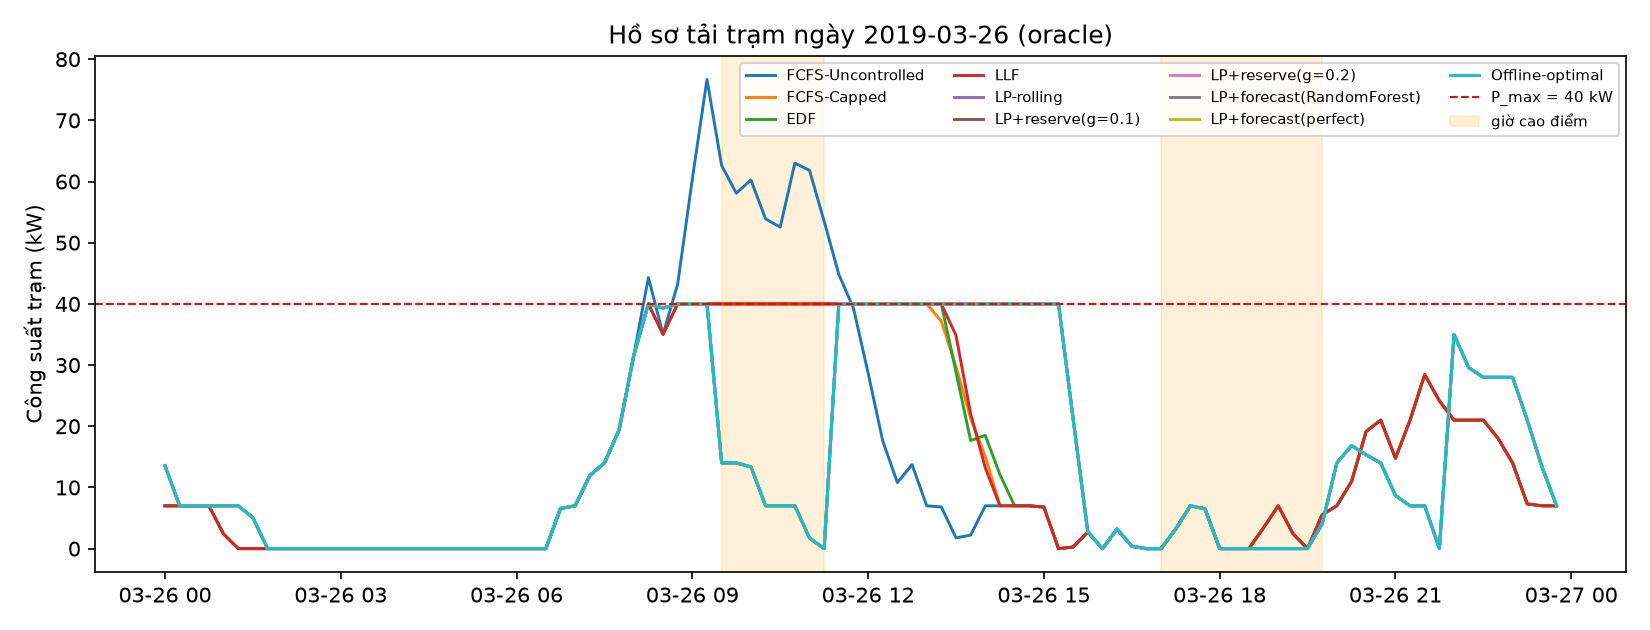 Hồ sơ tải trạm ngày 2019-03-26 (oracle)
Công suất trạm (kW)
80
70
60
50
40
30
20
10
0
FCFS-Uncontrolled
FCFS-Capped
EDF
LLF
LP-rolling
LP+reserve(g=0.1)
LP+reserve(g=0.2)
LP+forecast(RandomForest)
LP+forecast(perfect)
Offline-optimal
P_max = 40 kW
giờ cao điểm
03-26 00
03-26 03
03-26 06
03-26 09
03-26 12
03-26 15
03-26 18
03-26 21
03-27 00